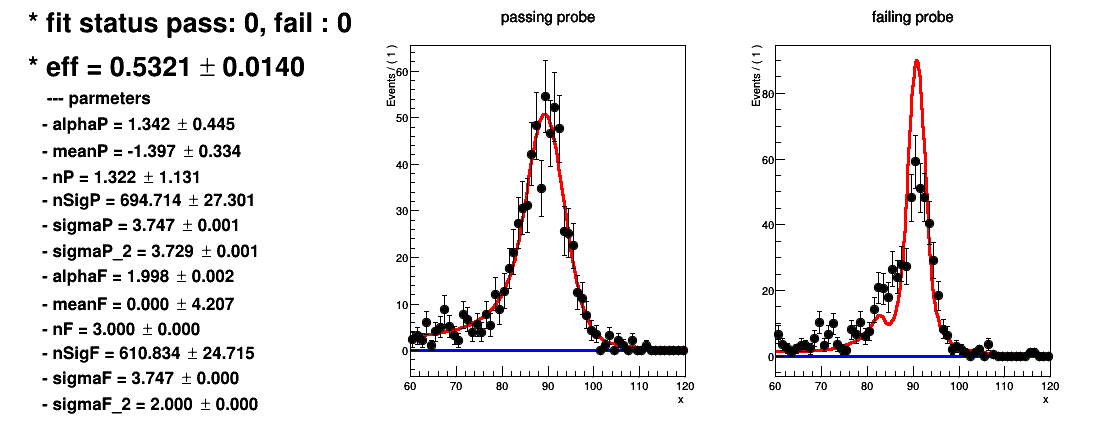 * fit status pass: 0, fail : 0
* eff = 0.5321 ± 0.0140
--- parmeters
- alphaP = 1.342 ± 0.445
- meanP = -1.397 ± 0.334
- nP = 1.322 ± 1.131
- nSigP = 694.714 ± 27.301
- sigmaP = 3.747 ± 0.001
- sigmaP_2 = 3.729 ± 0.001
- alphaF = 1.998 ± 0.002
- meanF = 0.000 ± 4.207
- nF = 3.000 ± 0.000
- nSigF = 610.834 ± 24.715
- sigmaF = 3.747 ± 0.000
- sigmaF_2 = 2.000 ± 0.000
passing probe
Events / ( 1 )
60
50
40
30
20
10
0
60 70 80 90 100 110 120
x
failing probe
Events / ( 1 )
80
60
40
20
0
60 70 80 90 100 110 120
x